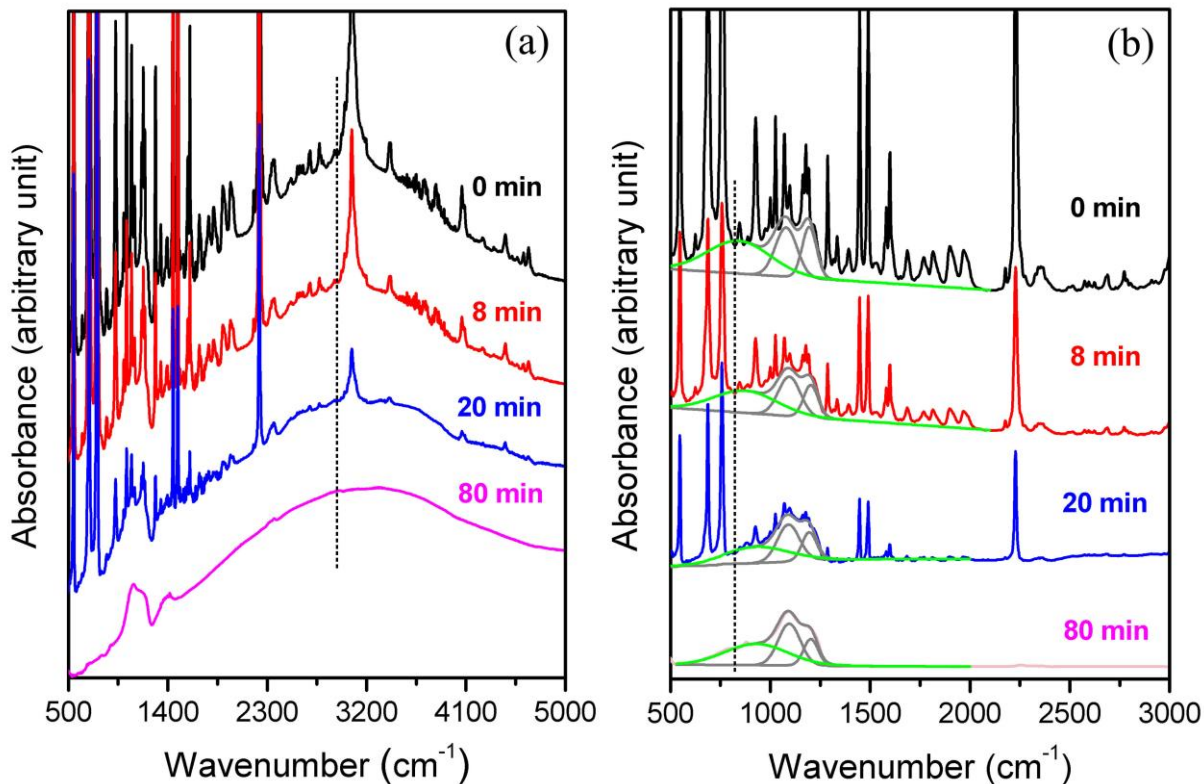 (a)
0 min
8 min
20 min
80 min
Absorbance (arbitrary unit)
500 1400 2300 3200 4100 5000
Wavenumber (cm⁻¹)
(b)
0 min
8 min
20 min
80 min
Absorbance (arbitrary unit)
500 1000 1500 2000 2500 3000
Wavenumber (cm⁻¹)